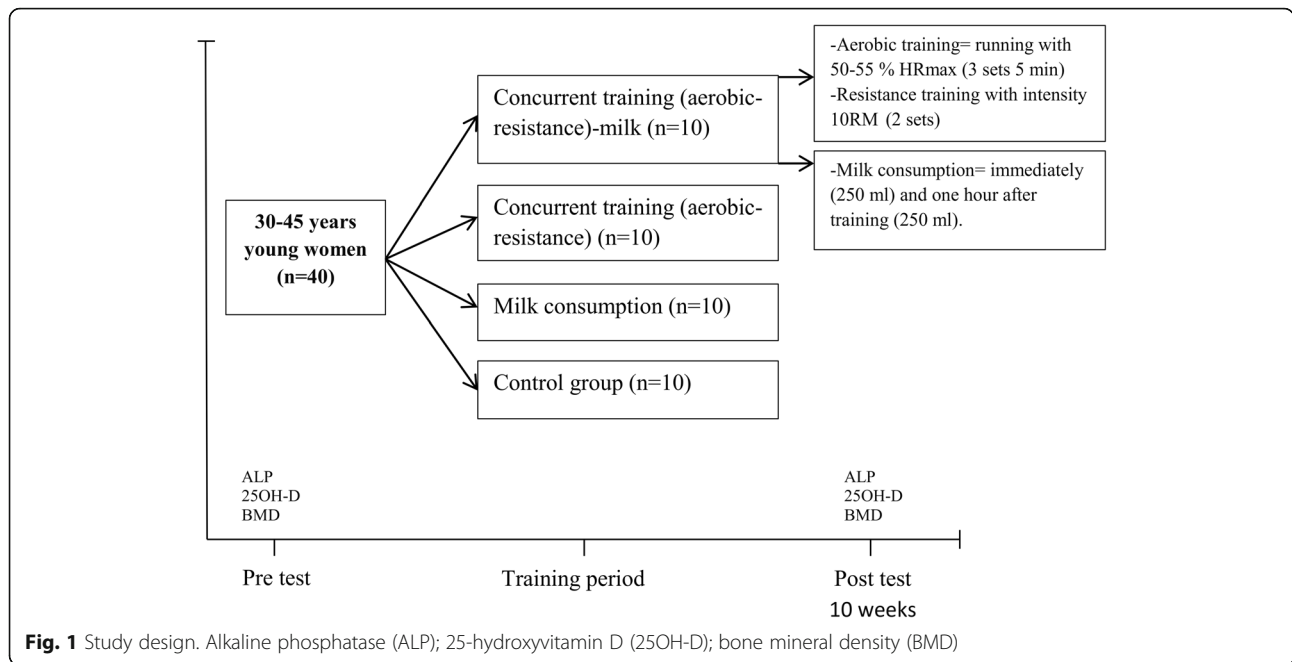 30-45 years
young women
(n=40)
Concurrent training (aerobic-
resistance)-milk (n=10)
Concurrent training (aerobic-
resistance) (n=10)
Milk consumption (n=10)
Control group (n=10)
-Aerobic training= running with
50-55 % HRmax (3 sets 5 min)
-Resistance training with intensity
10RM (2 sets)
-Milk consumption= immediately
(250 ml) and one hour after
training (250 ml).
ALP
25OH-D
BMD
ALP
25OH-D
BMD
Pre test
Training period
Post test
10 weeks
Fig. 1 Study design. Alkaline phosphatase (ALP); 25-hydroxyvitamin D (25OH-D); bone mineral density (BMD)